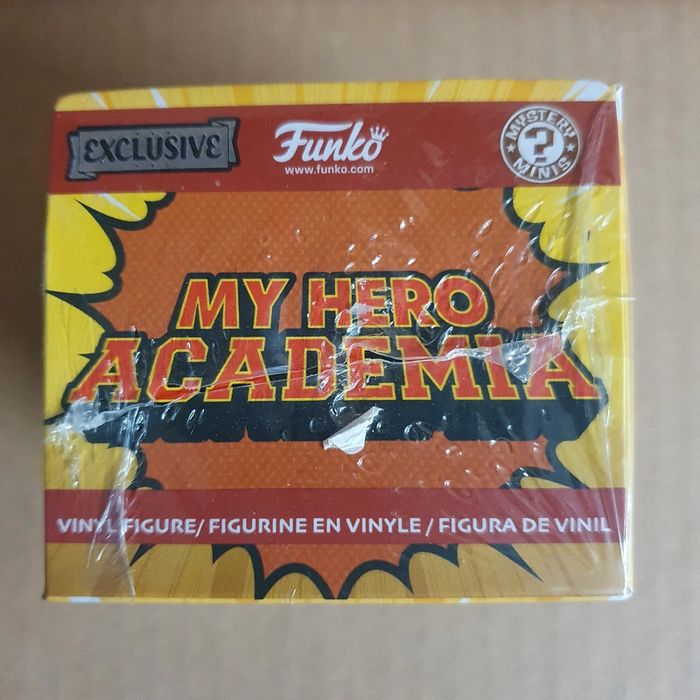 EXCLUSIVE
Funko
www.funko.com
MYSTERY
?
MINIS
MY HERO
ACADEMIA
VINYL FIGURE/ FIGURINE EN VINYLE / FIGURA DE VINIL